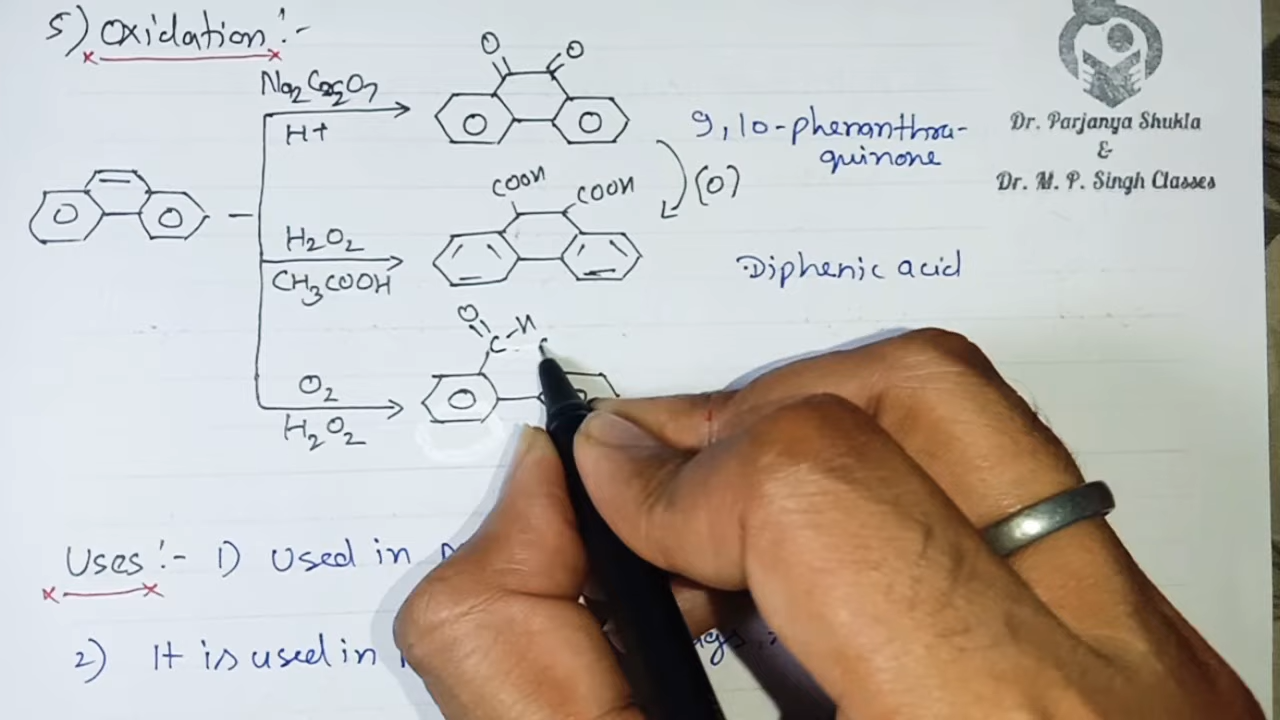 5) Oxidation :-
O O
Na2Cr2O7
H+
9,10-phenanthra-
quinone
Dr. Parjanya Shukla
&
Dr. M. P. Singh Classes
COOH COOH
(O)
H2O2
CH3COOH
Diphenic acid
O
C-H C
O2
H2O2
Uses :- 1) Used in
2) It is used in